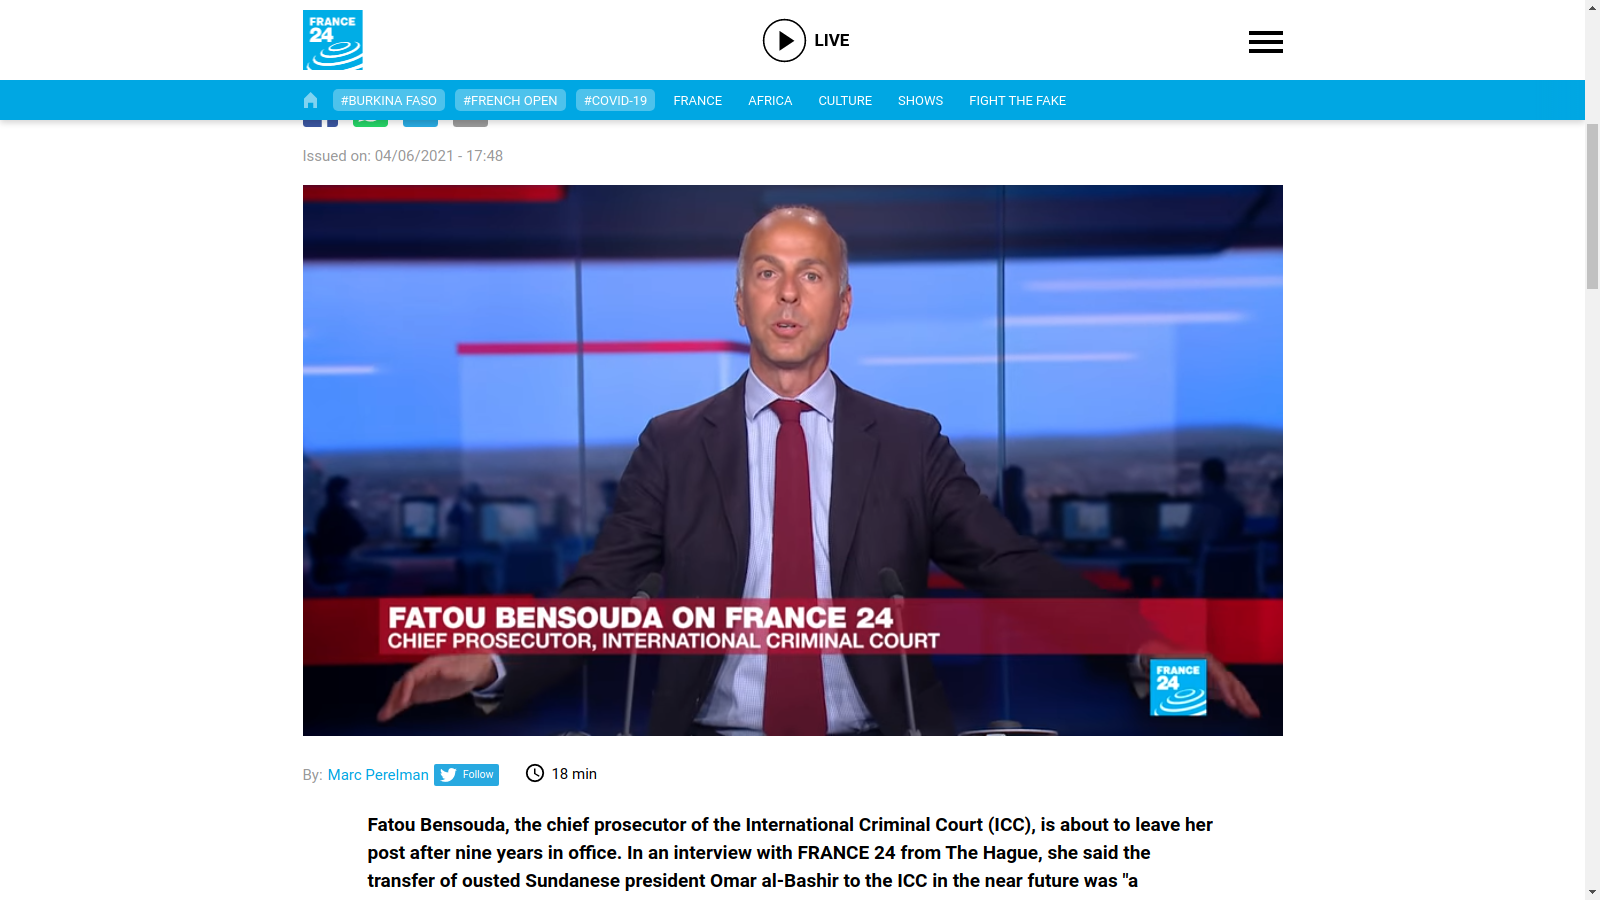 FRANCE
24
LIVE
#BURKINA FASO
#FRENCH OPEN
#COVID-19
FRANCE
AFRICA
CULTURE
SHOWS
FIGHT THE FAKE
Issued on: 04/06/2021 - 17:48
FATOU BENSOUDA ON FRANCE 24
CHIEF PROSECUTOR, INTERNATIONAL CRIMINAL COURT
FRANCE
24
By: Marc Perelman Follow 18 min
Fatou Bensouda, the chief prosecutor of the International Criminal Court (ICC), is about to leave her
post after nine years in office. In an interview with FRANCE 24 from The Hague, she said the
transfer of ousted Sundanese president Omar al-Bashir to the ICC in the near future was "a